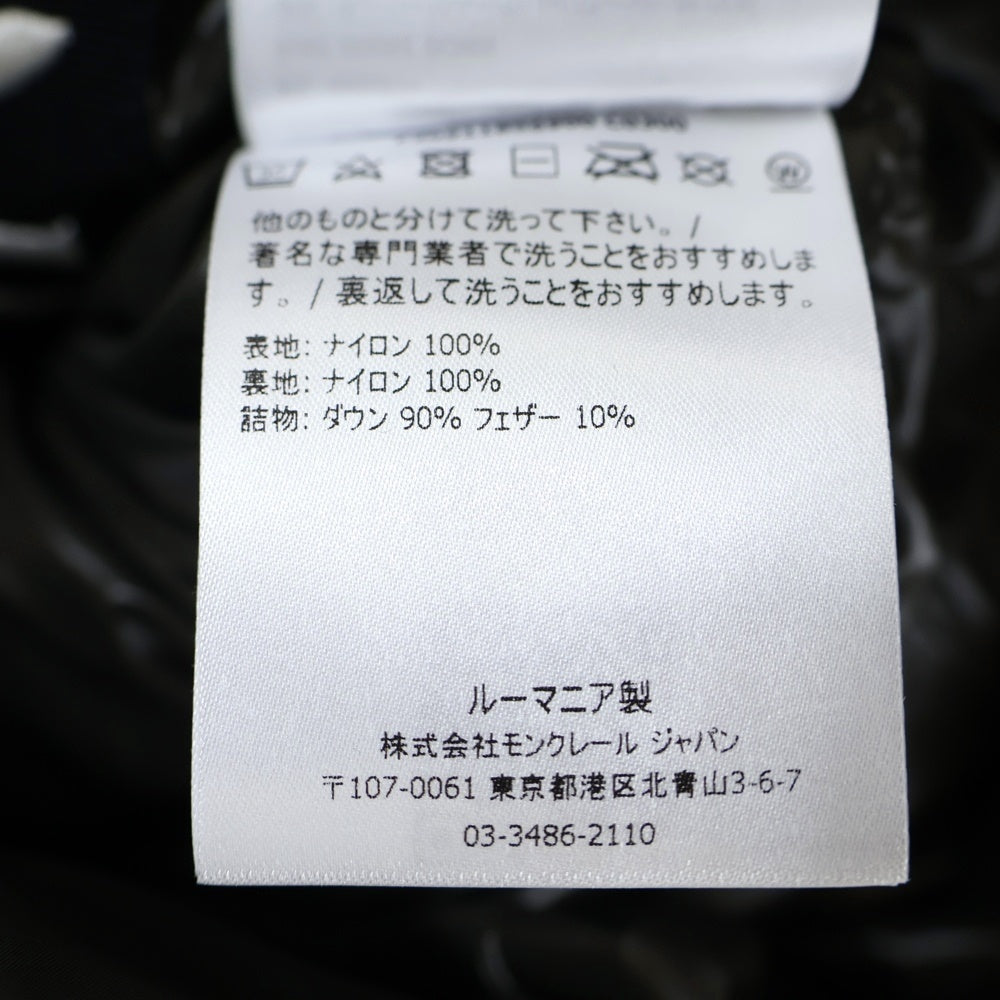 他のものと分けて洗って下さい。/
著名な専門業者で洗うことをおすすめしま
す。/ 裏返して洗うことをおすすめします。
表地: ナイロン 100%
裏地: ナイロン 100%
詰物: ダウン 90% フェザー 10%
ルーマニア製
株式会社モンクレール ジャパン
〒107-0061 東京都港区北青山3-6-7
03-3486-2110